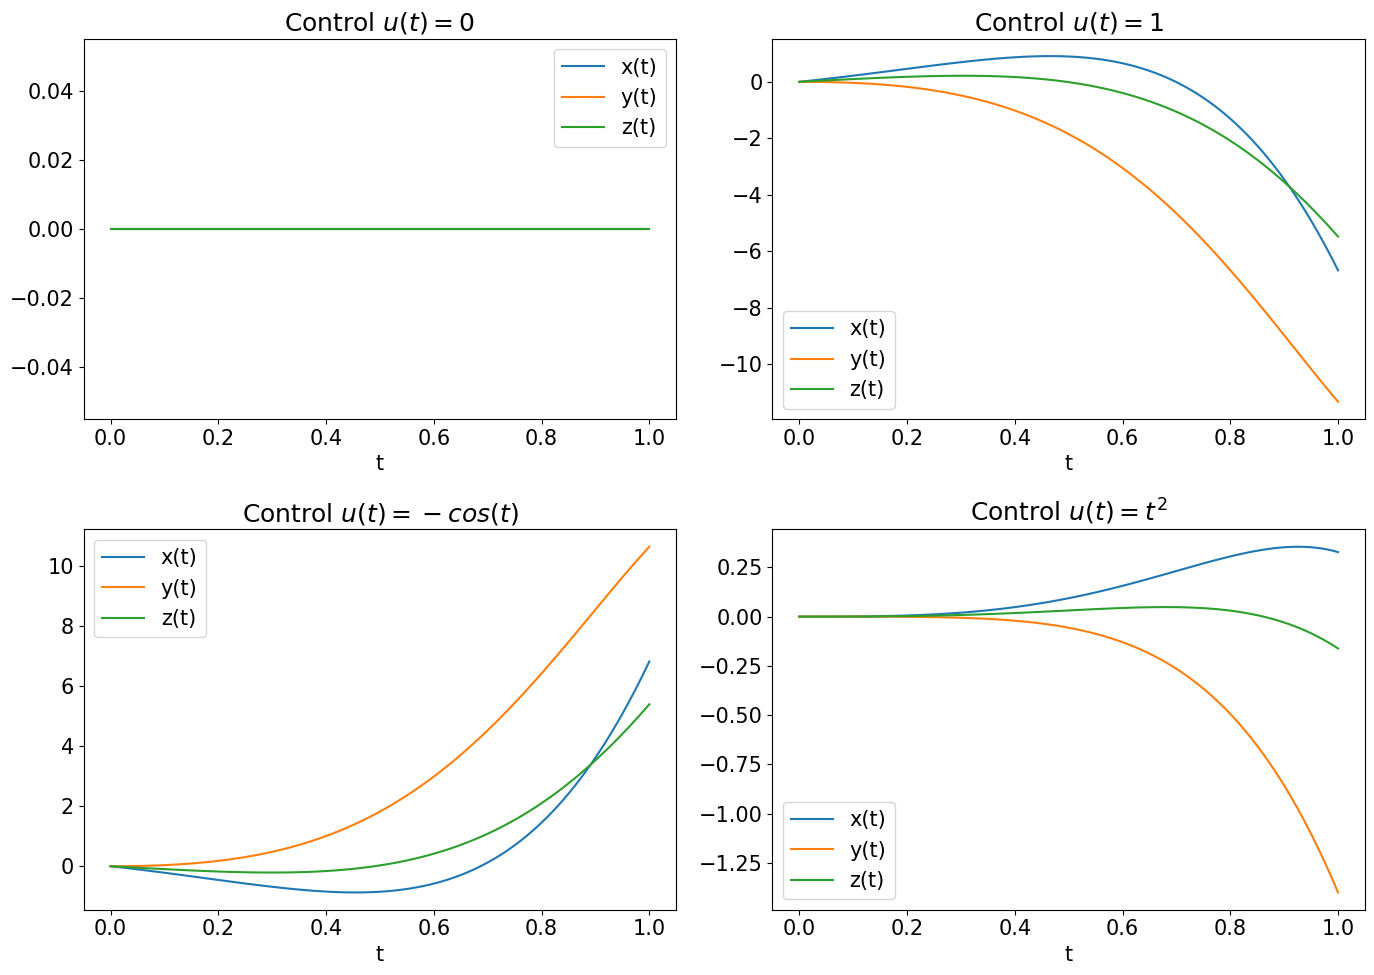 Control $u(t) = 0$
x(t)
y(t)
z(t)
0.04
0.02
0.00
−0.02
−0.04
0.0 0.2 0.4 0.6 0.8 1.0
t
Control $u(t) = 1$
0
−2
−4
−6
−8
−10
x(t)
y(t)
z(t)
0.0 0.2 0.4 0.6 0.8 1.0
t
Control $u(t) = -cos(t)$
x(t)
y(t)
z(t)
10
8
6
4
2
0
0.0 0.2 0.4 0.6 0.8 1.0
t
Control $u(t) = t^2$
0.25
0.00
−0.25
−0.50
−0.75
−1.00
−1.25
x(t)
y(t)
z(t)
0.0 0.2 0.4 0.6 0.8 1.0
t